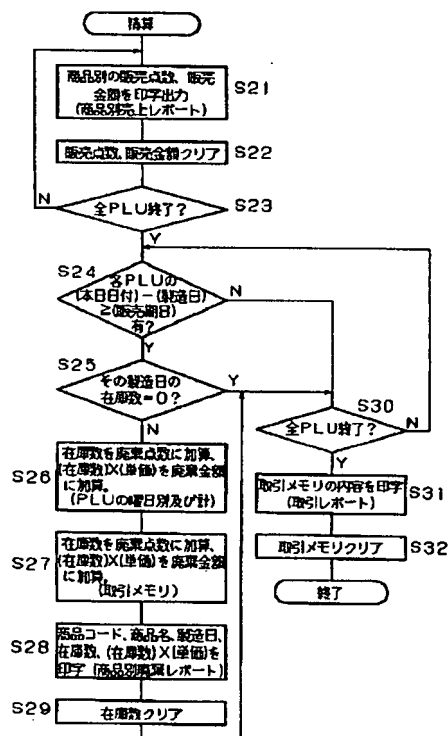 精算
商品別の販売点数、販売
金額を印字出力
(商品別売上レポート)
S21
販売点数、販売金額クリア
S22
N
全PLU終了?
S23
Y
S24
各PLUの
(本日日付)−(製造日)
≧(販売期日)
有?
N
Y
S25
その製造日の
在庫数=0?
Y
N
S26
在庫数を廃棄点数に加算、
(在庫数)×(単価)を廃棄金額
に加算。
(PLUの曜日別及び計)
S27
在庫数を廃棄点数に加算、
(在庫数)×(単価)を廃棄金額
に加算。
(取引メモリ)
S28
商品コード、商品名、製造日、
在庫数、(在庫数)×(単価)を
印字 (商品別廃棄レポート)
S29
在庫数クリア
S30
全PLU終了?
N
Y
取引メモリの内容を印字
(取引レポート)
S31
取引メモリクリア
S32
終了